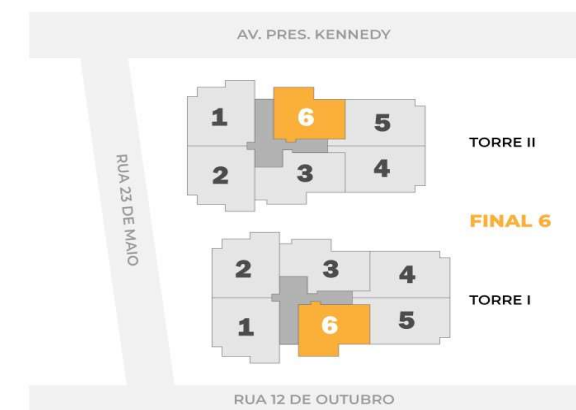 AV. PRES. KENNEDY
RUA 23 DE MAIO
1 6 5
2 3 4
TORRE II
FINAL 6
2 3 4
1 6 5
TORRE I
RUA 12 DE OUTUBRO